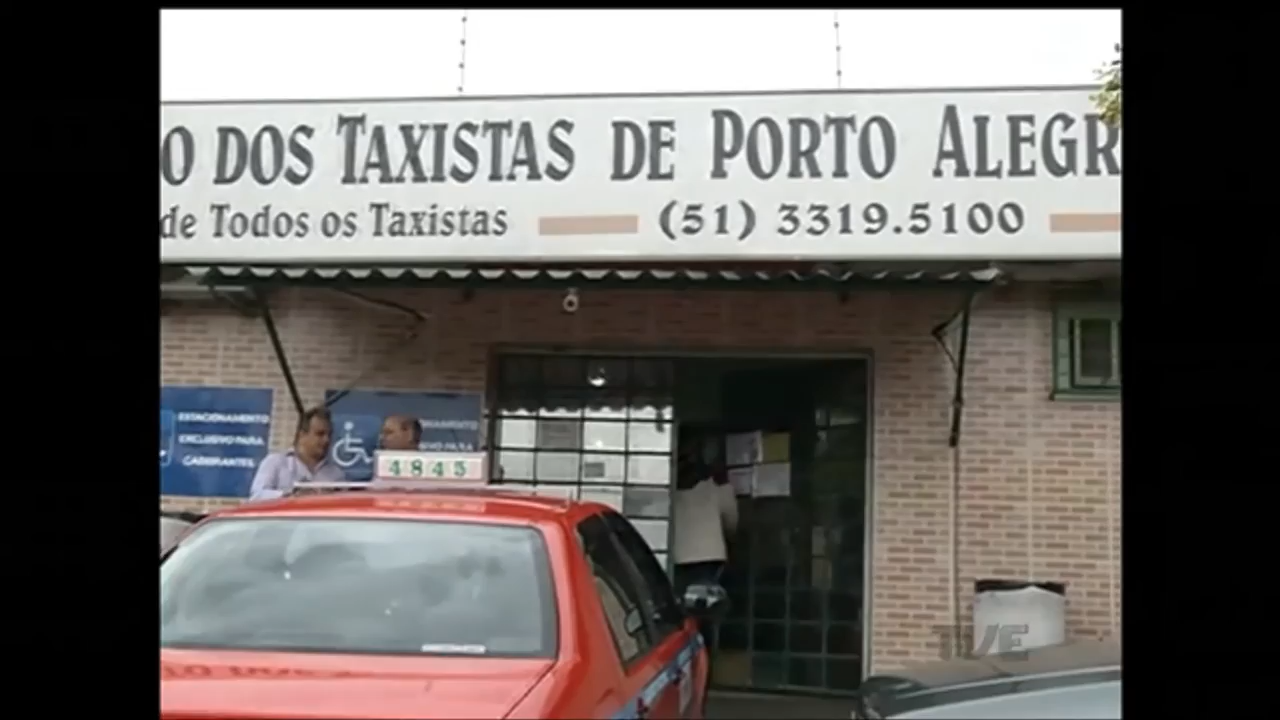 O DOS TAXISTAS DE PORTO ALEGR
de Todos os Taxistas (51) 3319.5100
ESTACIONAMENTO
EXCLUSIVO PARA
CADEIRANTES
4845
TVE